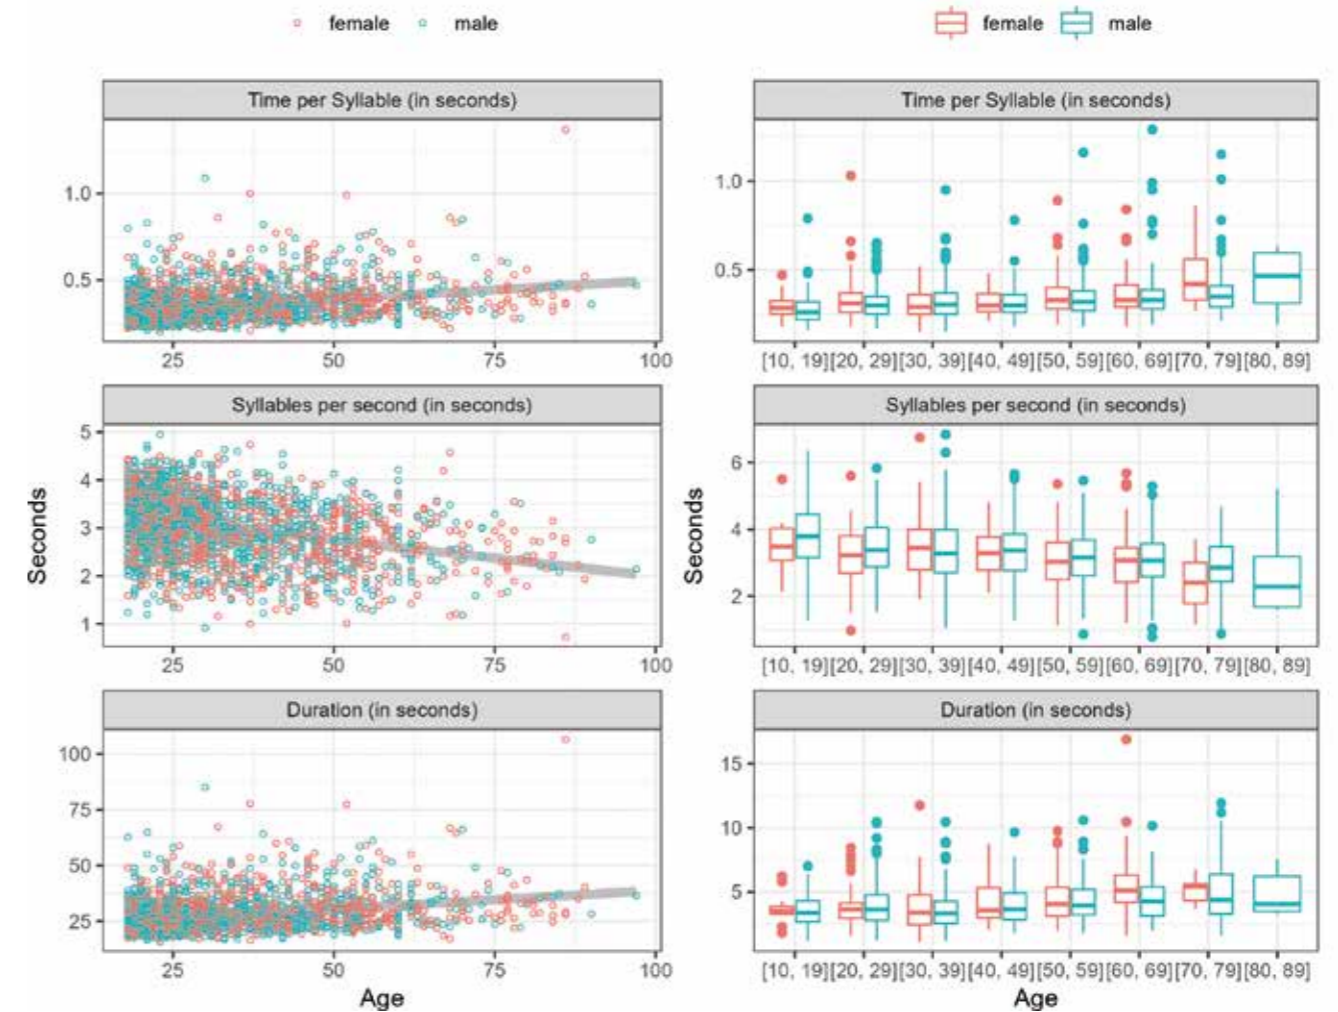 female male
Time per Syllable (in seconds)
1.0
0.5
25 50 75 100
Syllables per second (in seconds)
5
4
3
2
1
25 50 75 100
Duration (in seconds)
100
75
50
25
25 50 75 100
Seconds
Age
female male
Time per Syllable (in seconds)
1.0
0.5
[10, 19][20, 29][30, 39][40, 49][50, 59][60, 69][70, 79][80, 89]
Syllables per second (in seconds)
6
4
2
[10, 19][20, 29][30, 39][40, 49][50, 59][60, 69][70, 79][80, 89]
Duration (in seconds)
15
10
5
[10, 19][20, 29][30, 39][40, 49][50, 59][60, 69][70, 79][80, 89]
Seconds
Age